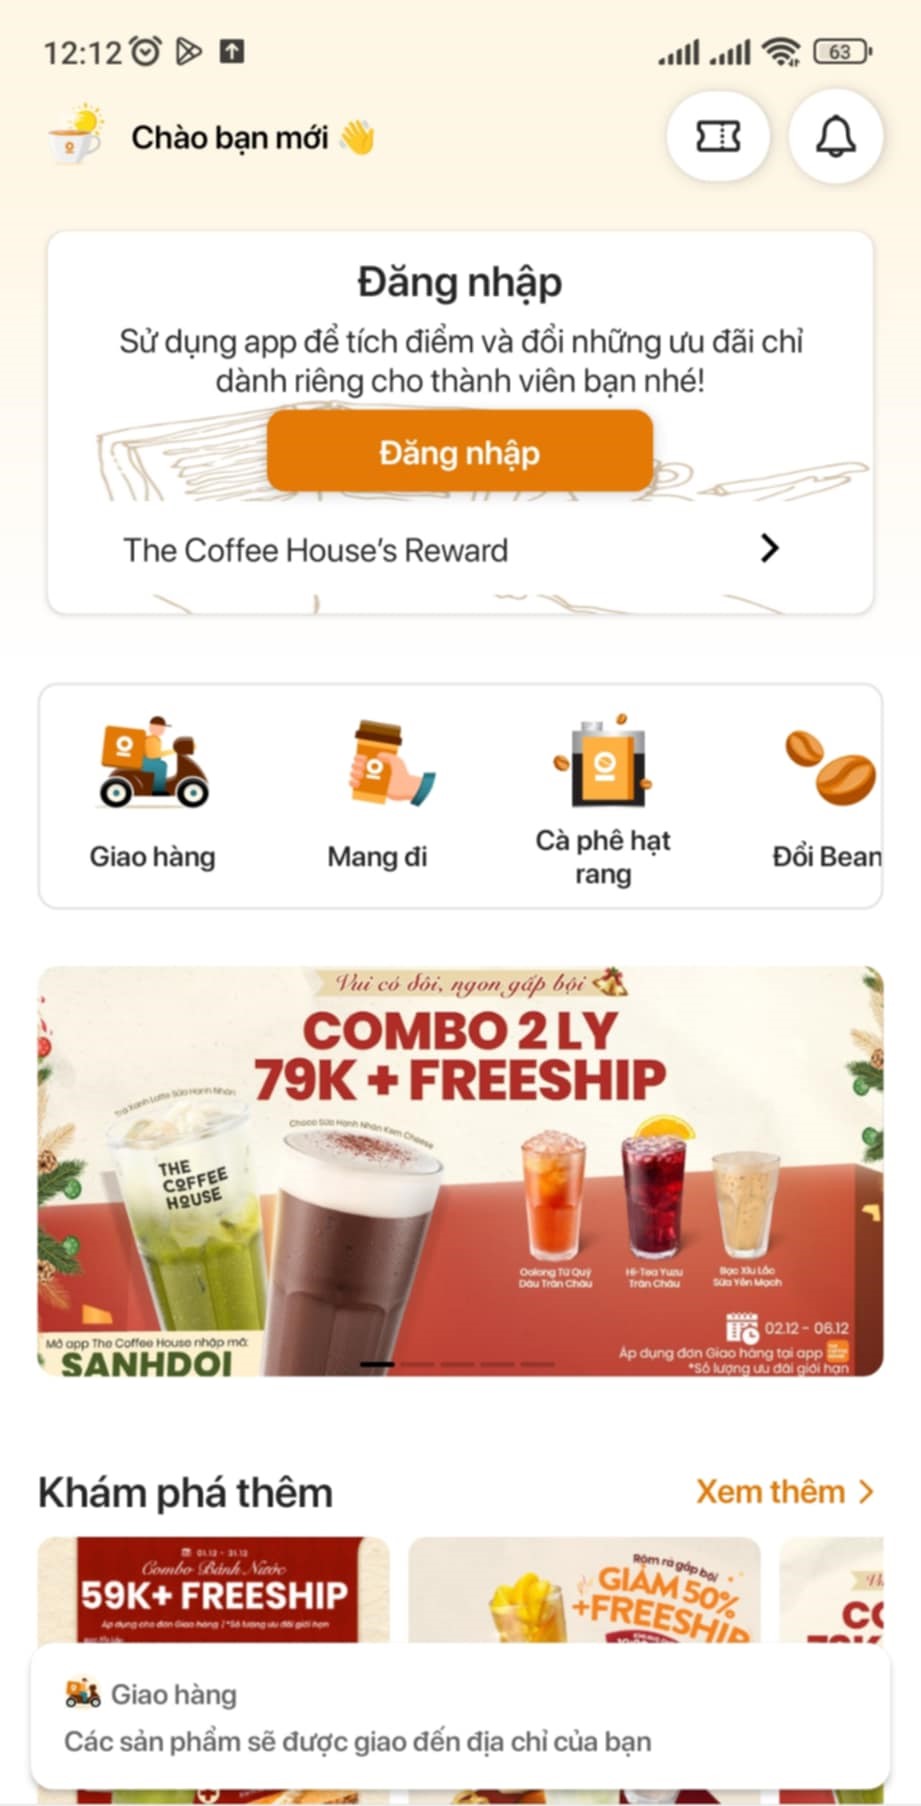 12:12
63
Chào bạn mới
Đăng nhập
Sử dụng app để tích điểm và đổi những ưu đãi chỉ
dành riêng cho thành viên bạn nhé!
Đăng nhập
The Coffee House's Reward
Giao hàng
Mang đi
Cà phê hạt
rang
Đổi Bean
Vui có đôi, ngon gấp bội
COMBO 2 LY
79K + FREESHIP
Trà Xanh Latte Sữa Hạnh Nhân
Choco Sữa Hạnh Nhân Kem Cheese
THE
COFFEE
HOUSE
Oolong Tứ Quý
Dâu Trân Châu
Hi-Tea Yuzu
Trân Châu
Bạc Xỉu Lắc
Sữa Yến Mạch
02.12 - 06.12
Áp dụng đơn Giao hàng tại app
*Số lượng ưu đãi giới hạn
Mở app The Coffee House nhập mã:
SANHDOI
Khám phá thêm
Xem thêm
01.12 - 31.12
Combo Bánh Nước
59K+ FREESHIP
Áp dụng cho đơn Giao hàng | *Số lượng ưu đãi giới hạn
Rôm rả gấp bội
GIẢM 50%
+FREESHIP
Giao hàng
Các sản phẩm sẽ được giao đến địa chỉ của bạn